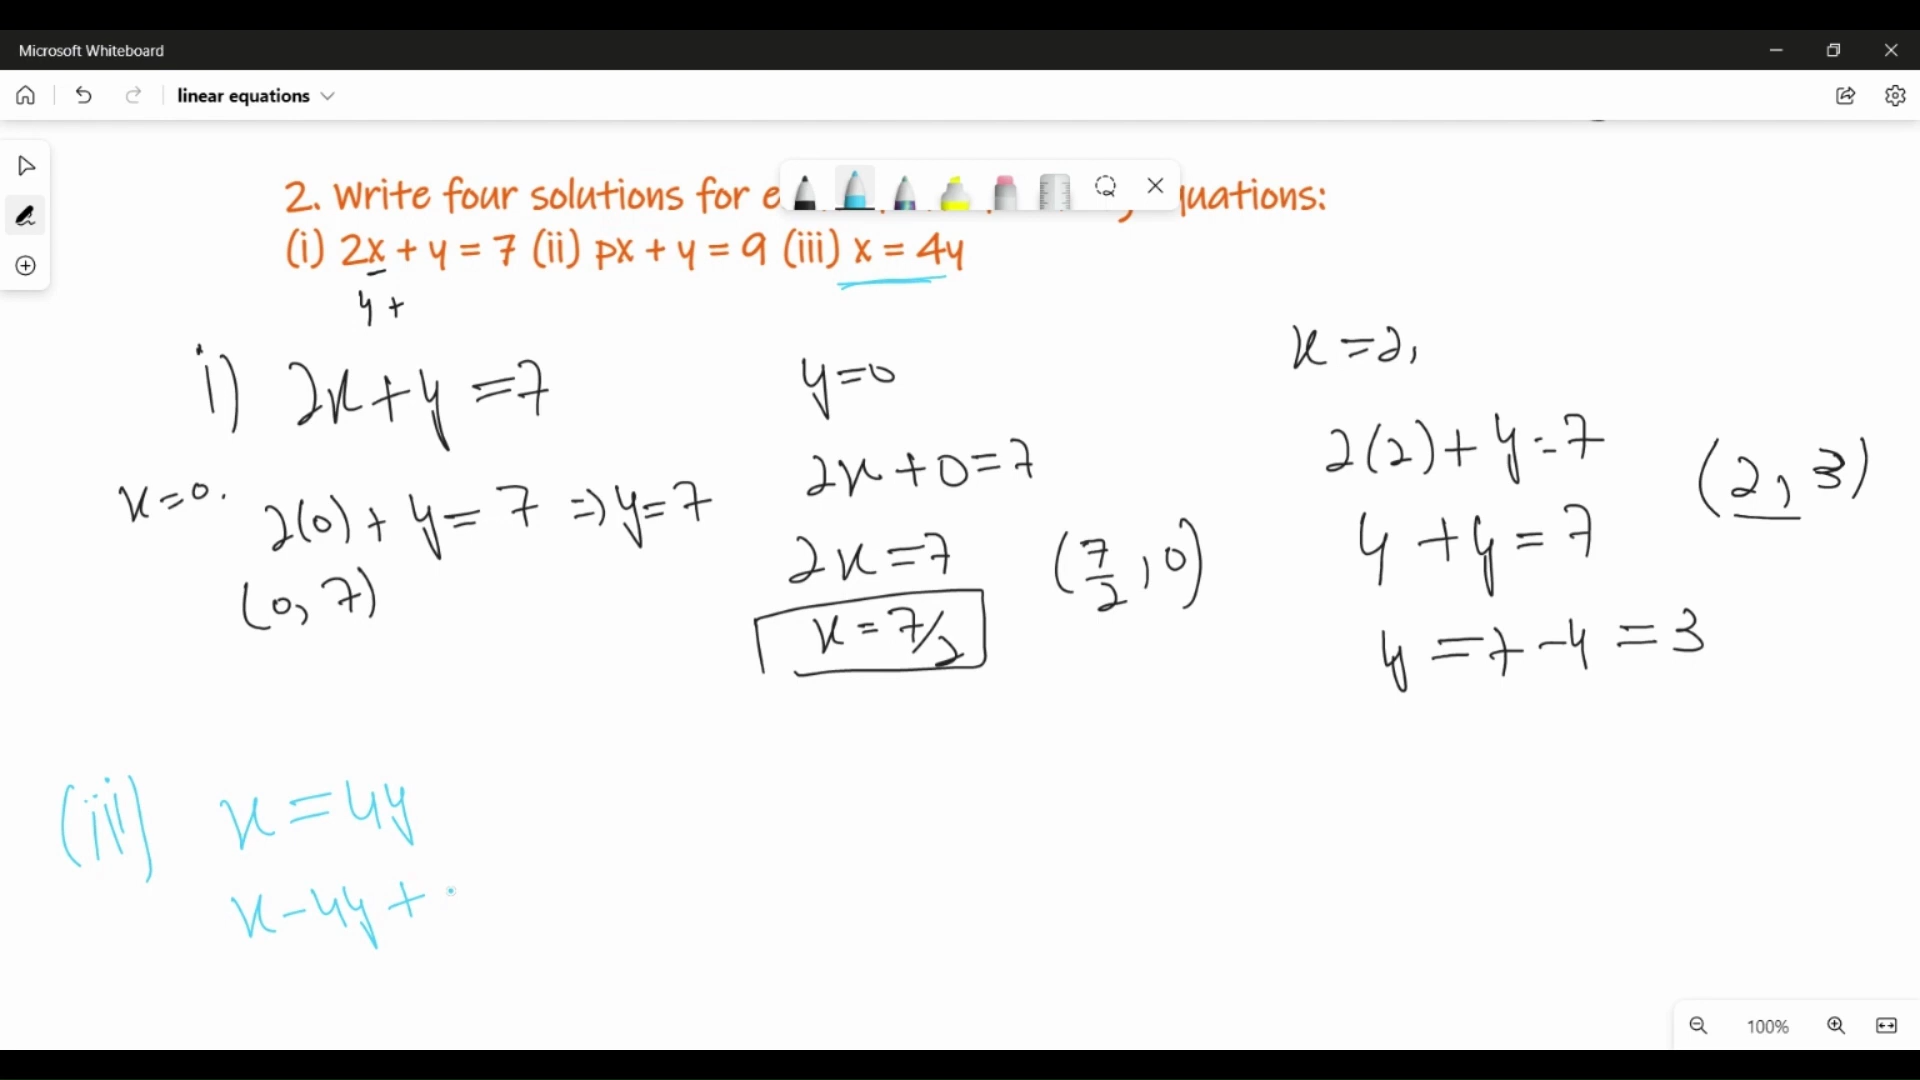 Microsoft Whiteboard
linear equations
2. Write four solutions for e uations:
(i) 2x + y = 7 (ii) px + y = 9 (iii) x = 4y
4 +
i) 2x + y = 7
x = 0. 2(0) + y = 7 ⇒ y = 7
(0, 7)
y = 0
2x + 0 = 7
2x = 7
x = 7/2
(7/2, 0)
x = 2,
2(2) + y = 7
4 + y = 7
y = 7 - 4 = 3
(2, 3)
(iii) x = 4y
x - 4y +
100%